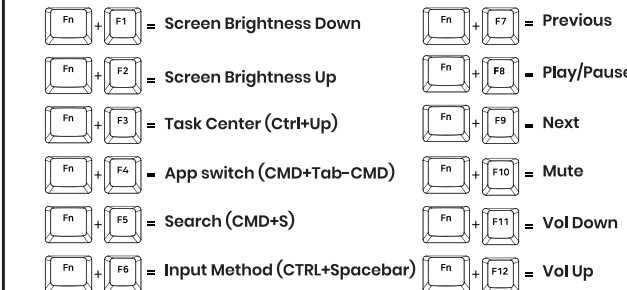 Fn + F1 = Screen Brightness Down
Fn + F2 = Screen Brightness Up
Fn + F3 = Task Center (Ctrl+Up)
Fn + F4 = App switch (CMD+Tab-CMD)
Fn + F5 = Search (CMD+S)
Fn + F6 = Input Method (CTRL+Spacebar)
Fn + F7 = Previous
Fn + F8 = Play/Pause
Fn + F9 = Next
Fn + F10 = Mute
Fn + F11 = Vol Down
Fn + F12 = Vol Up